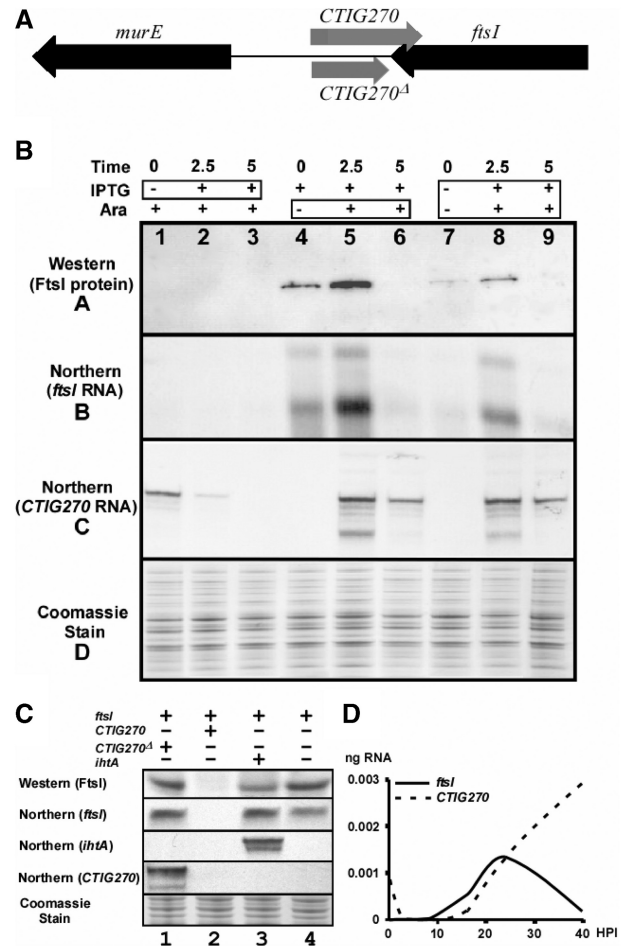 A
CTIG270
murE
ftsI
CTIG270Δ
B
Time 0 2.5 5 0 2.5 5 0 2.5 5
IPTG - + + + + + - + +
Ara + + + - + + - + +
1 2 3 4 5 6 7 8 9
Western
(FtsI protein)
A
Northern
(ftsI RNA)
B
Northern
(CTIG270 RNA)
C
Coomassie
Stain
D
C
ftsI + + + +
CTIG270 - + - -
CTIG270Δ + - - -
ihtA - - + -
Western (FtsI)
Northern (ftsI)
Northern (ihtA)
Northern (CTIG270)
Coomassie
Stain
1 2 3 4
D
ng RNA
0.003
0.002
0.001
0
ftsI
CTIG270
0 10 20 30 40 HPI